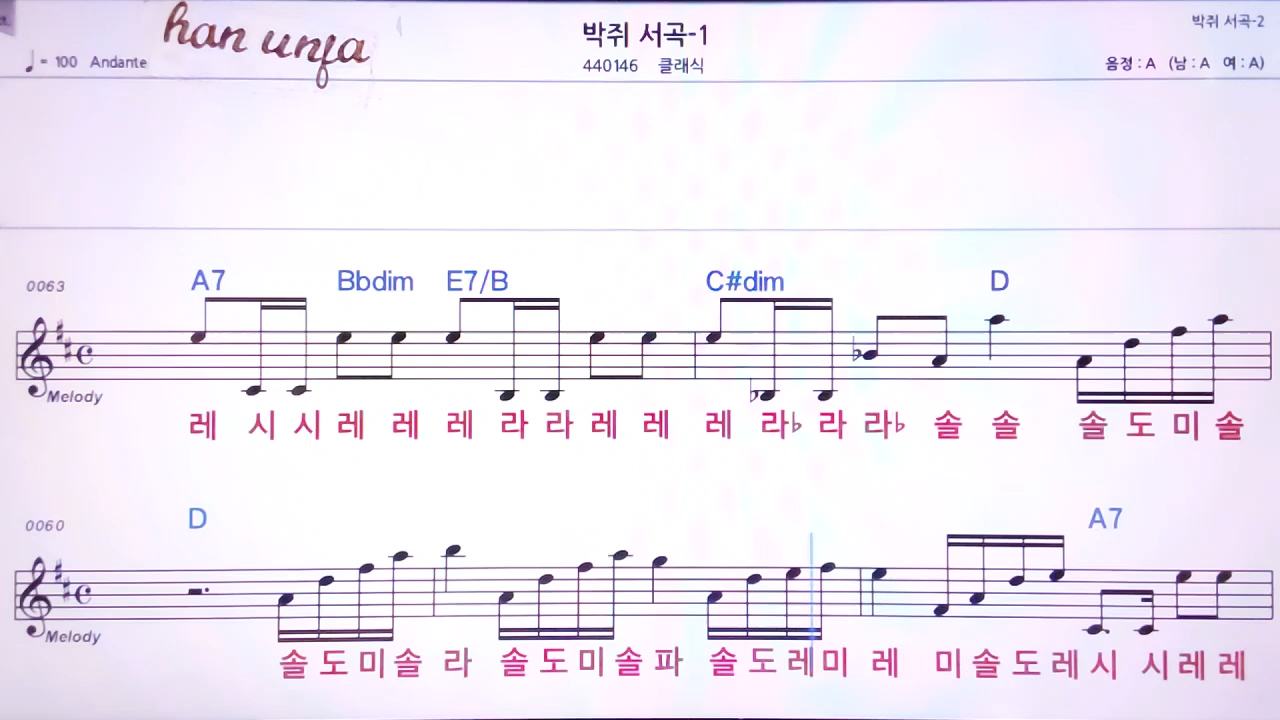 han unja
박쥐 서곡-1
박쥐 서곡-2
♩= 100 Andante
440146 클래식
음정 : A (남 : A 여 : A)
0063
A7 Bbdim E7/B C#dim D
Melody
레 시 시 레 레 레 라 라 레 레 레 라♭ 라 라♭ 솔 솔 솔 도 미 솔
0060
D A7
Melody
솔 도 미 솔 라 솔 도 미 솔 파 솔 도 레 미 레 미 솔 도 레 시 시 레 레